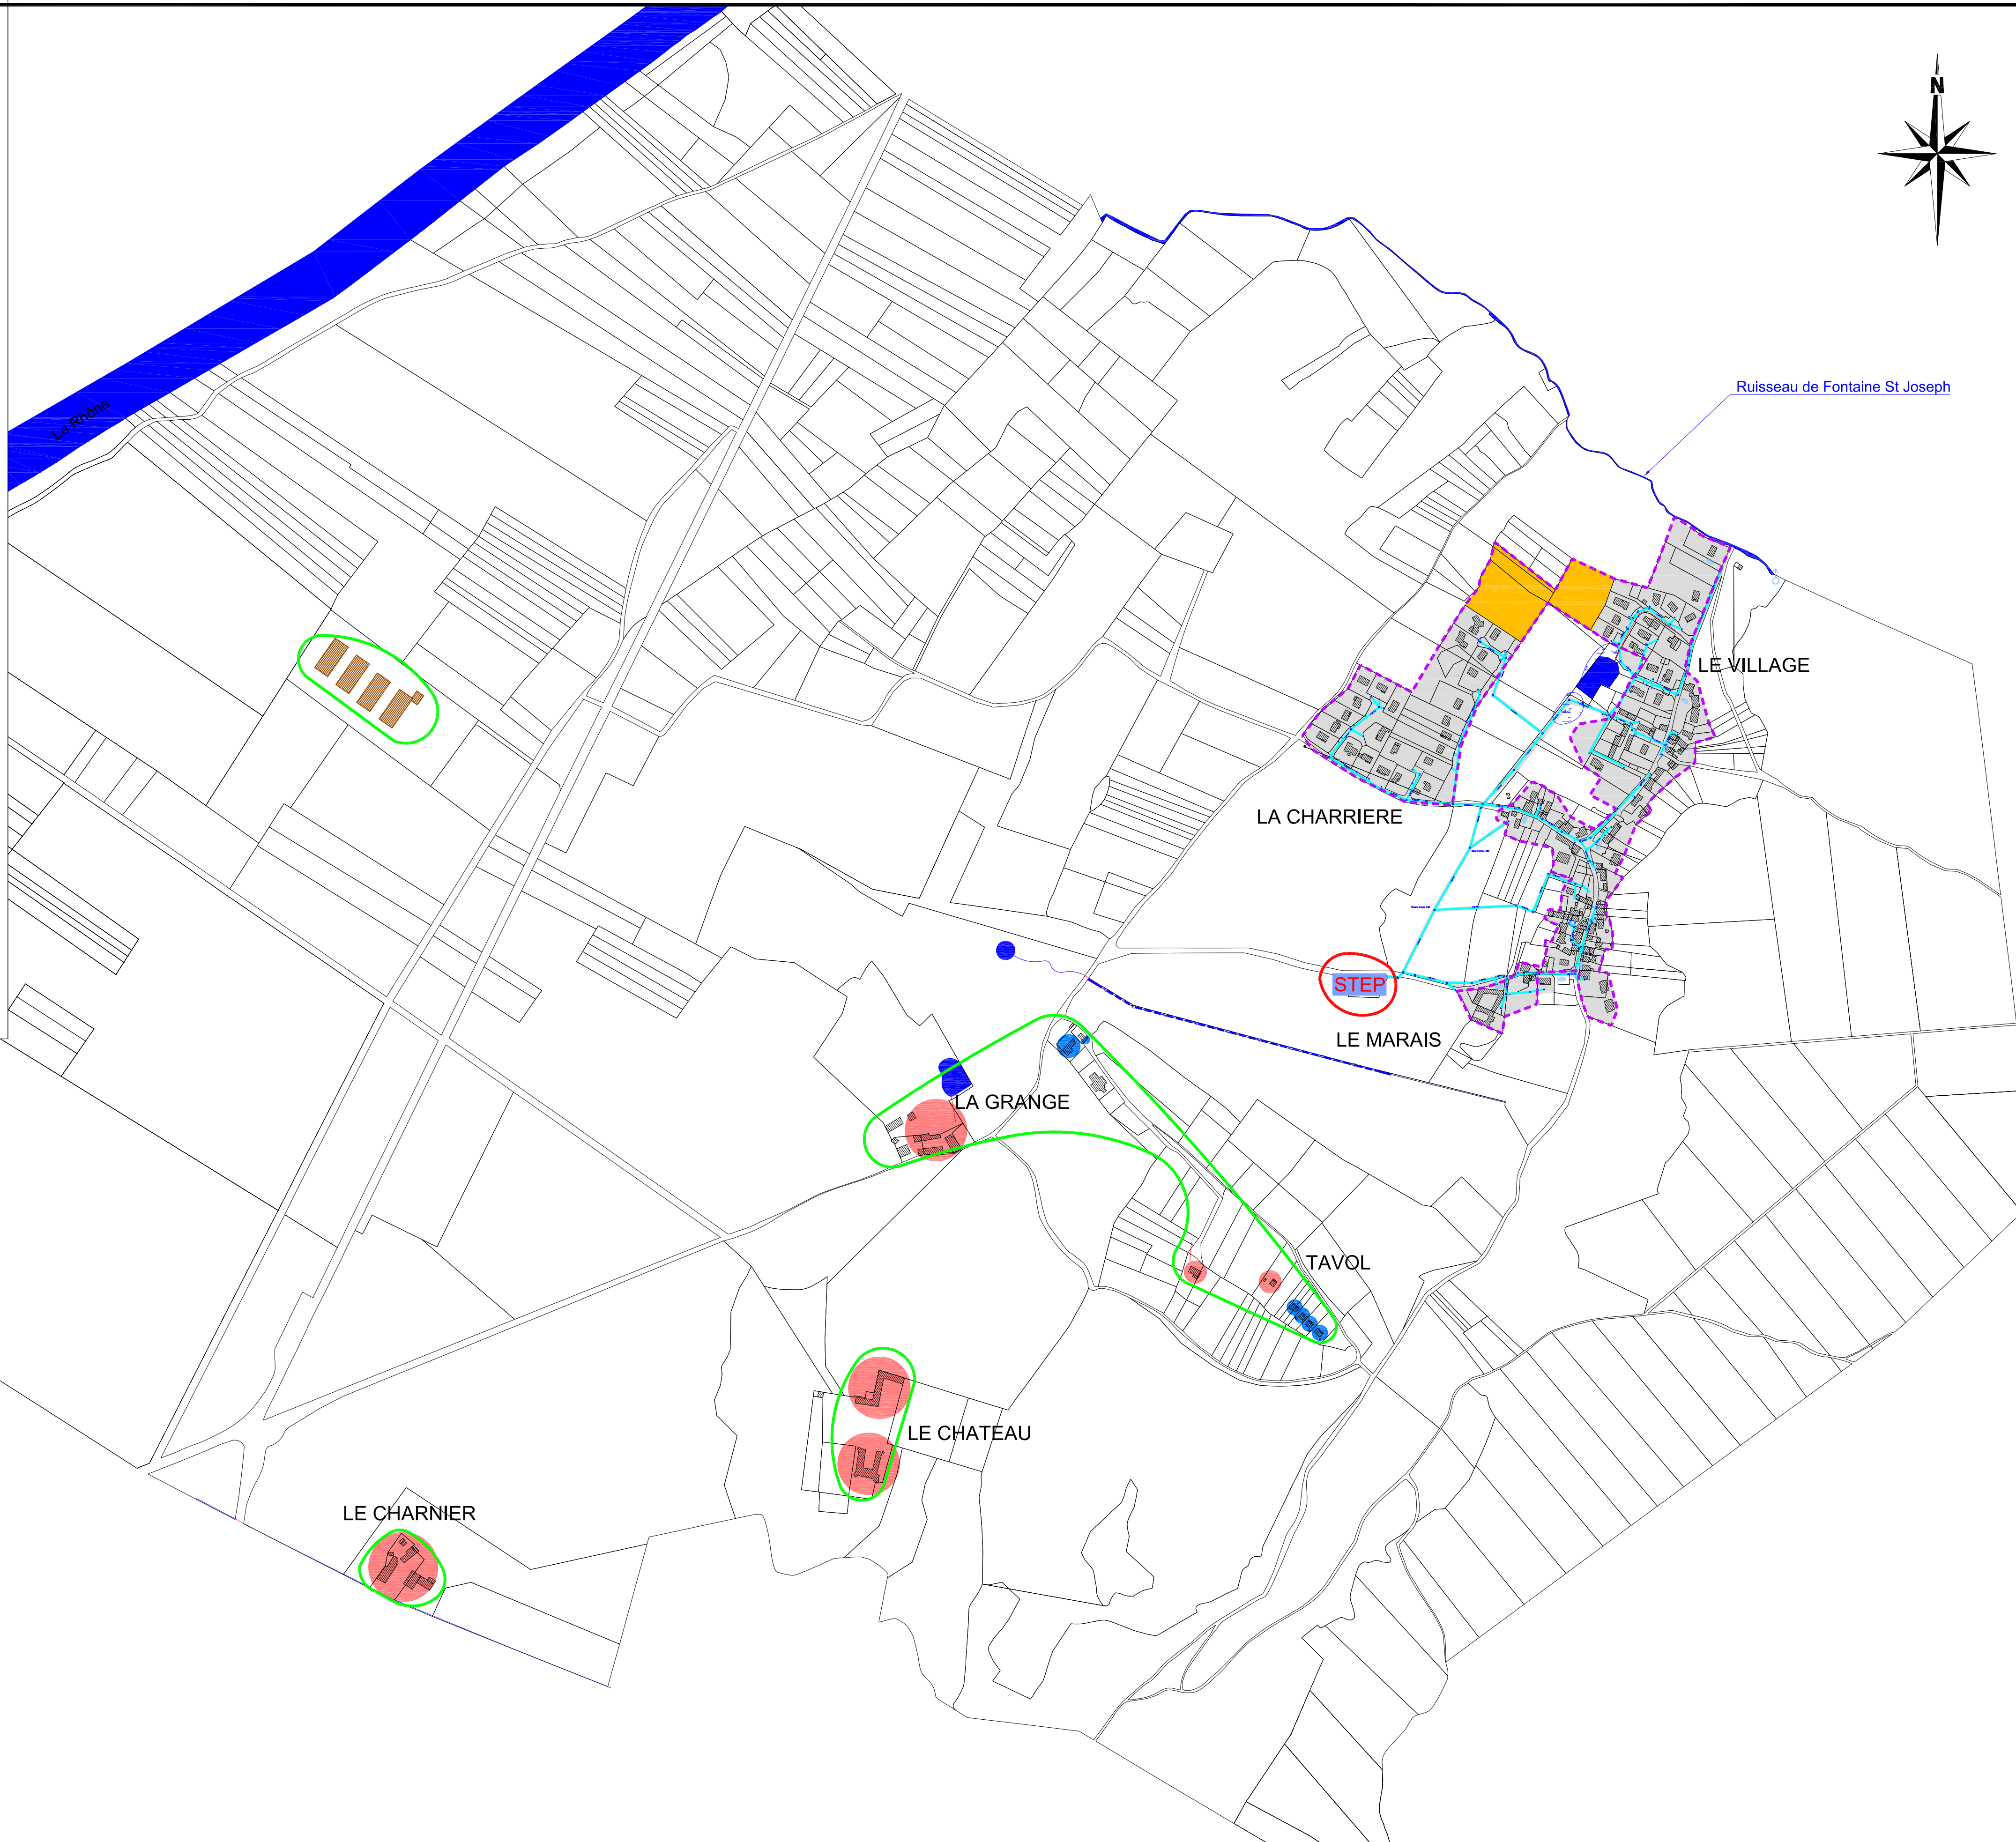 N
Le Rhône
Ruisseau de Fontaine St Joseph
LE VILLAGE
LA CHARRIERE
STEP
LE MARAIS
LA GRANGE
TAVOL
LE CHATEAU
LE CHARNIER